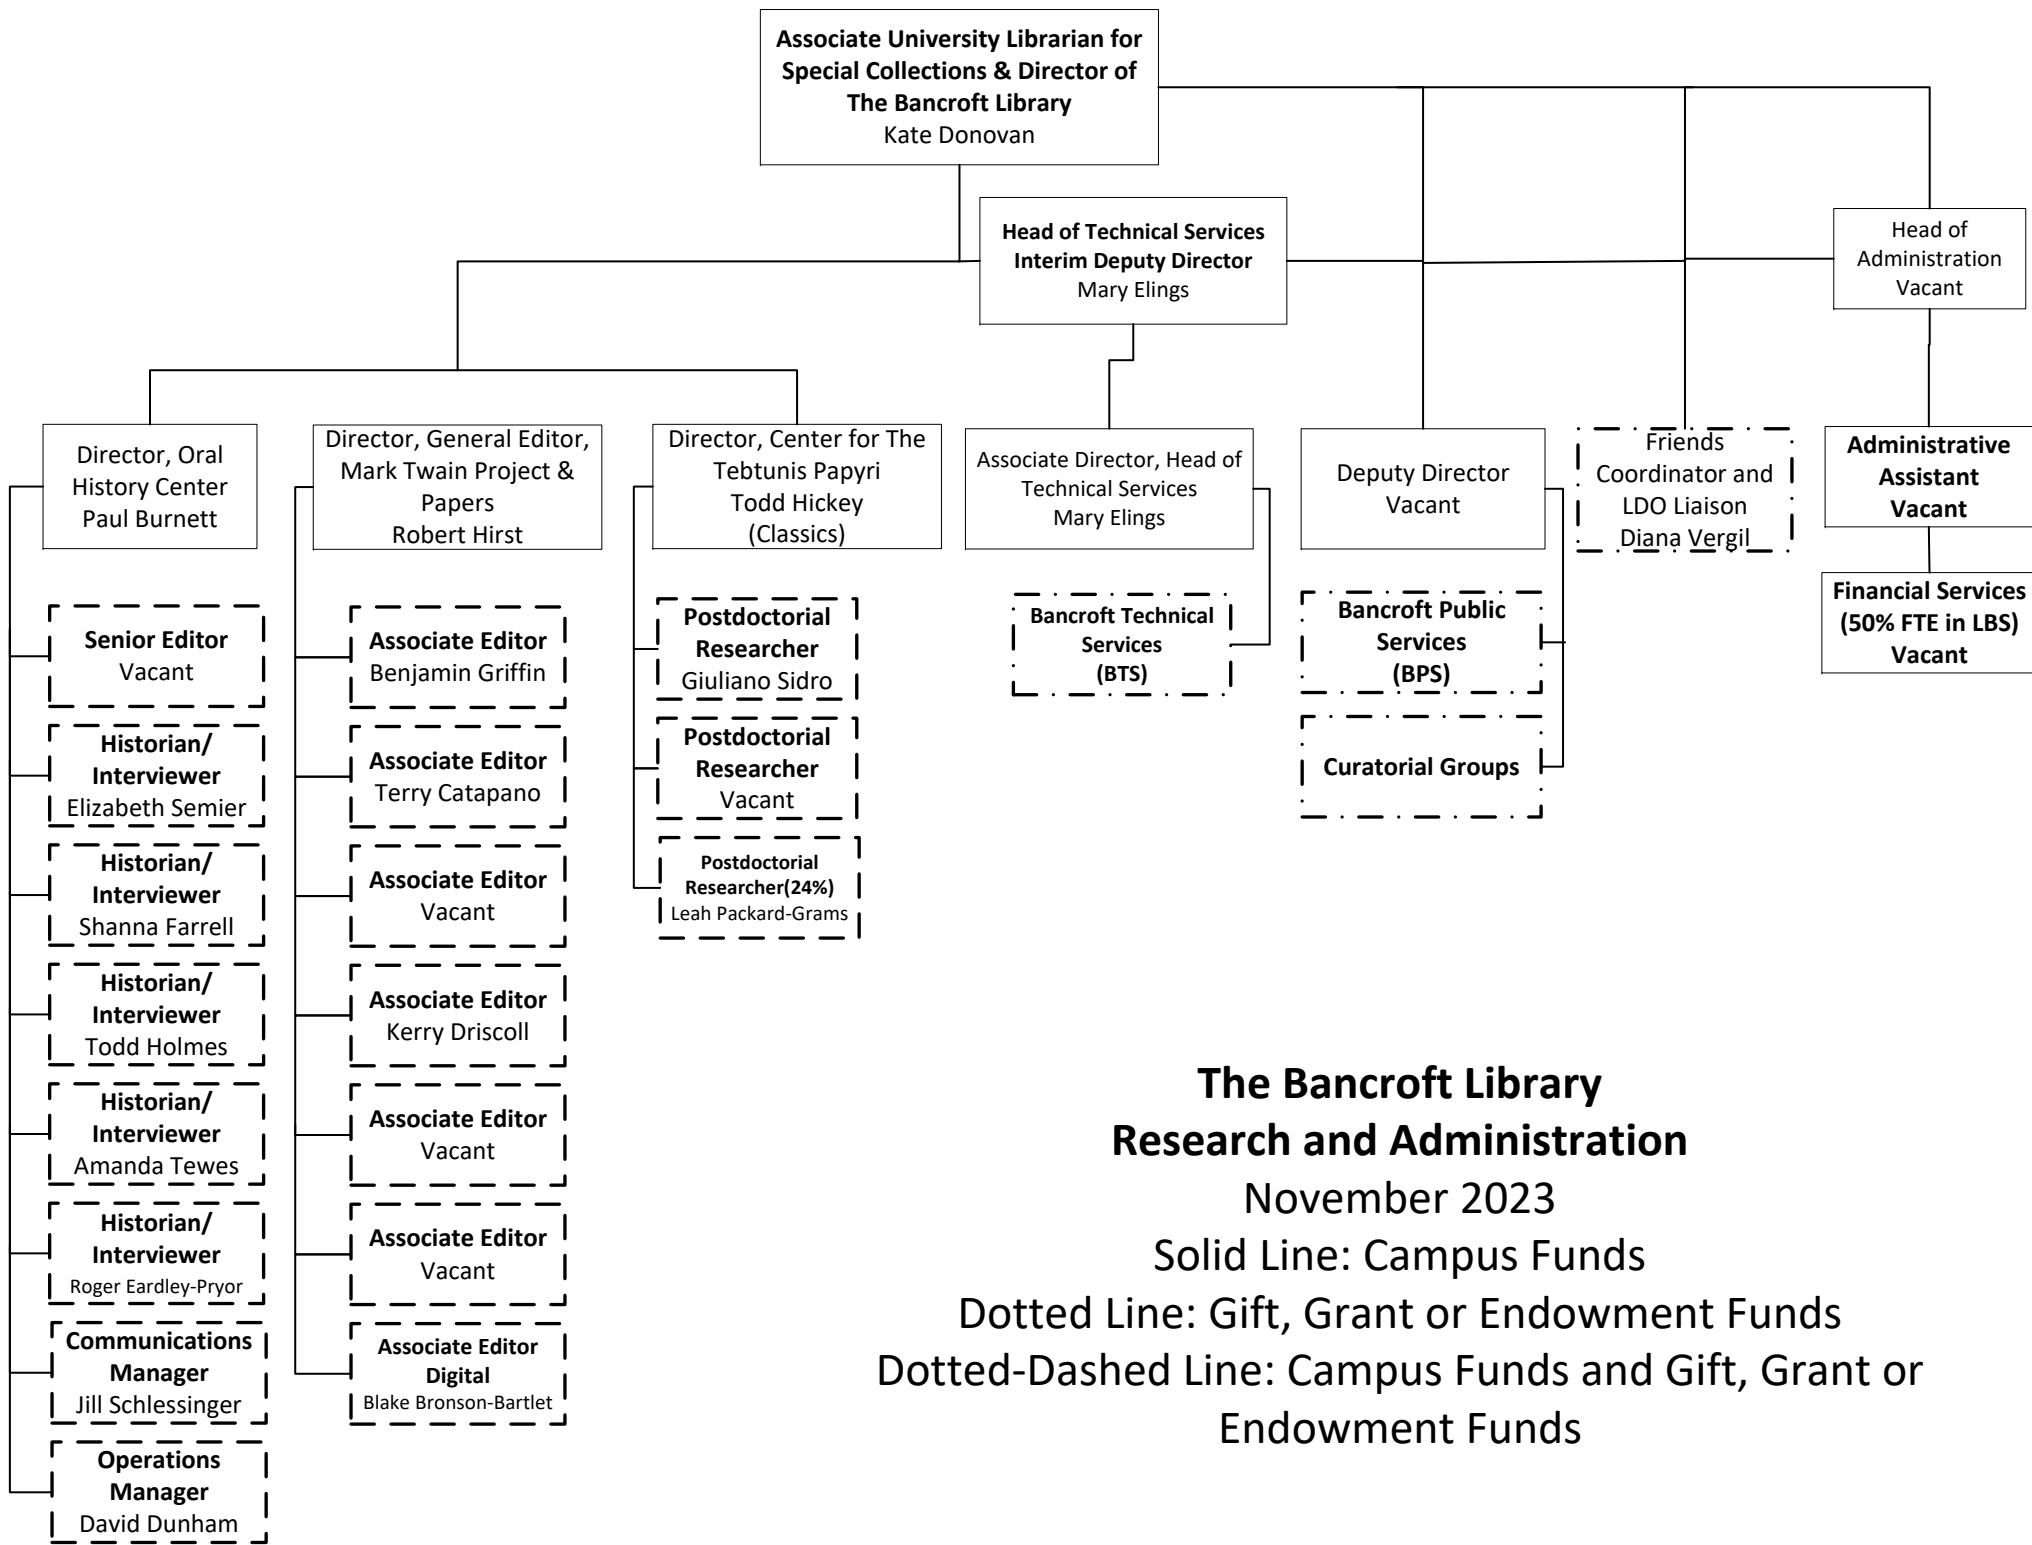 Associate University Librarian for
Special Collections & Director of
The Bancroft Library
Kate Donovan
Head of Technical Services
Interim Deputy Director
Mary Elings
Head of
Administration
Vacant
Director, Oral
History Center
Paul Burnett
Director, General Editor,
Mark Twain Project &
Papers
Robert Hirst
Director, Center for The
Tebtunis Papyri
Todd Hickey
(Classics)
Associate Director, Head of
Technical Services
Mary Elings
Deputy Director
Vacant
Friends
Coordinator and
LDO Liaison
Diana Vergil
Administrative
Assistant
Vacant
Senior Editor
Vacant
Historian/
Interviewer
Elizabeth Semier
Historian/
Interviewer
Shanna Farrell
Historian/
Interviewer
Todd Holmes
Historian/
Interviewer
Amanda Tewes
Historian/
Interviewer
Roger Eardley-Pryor
Communications
Manager
Jill Schlessinger
Operations
Manager
David Dunham
Associate Editor
Benjamin Griffin
Associate Editor
Terry Catapano
Associate Editor
Vacant
Associate Editor
Kerry Driscoll
Associate Editor
Vacant
Associate Editor
Vacant
Associate Editor
Digital
Blake Bronson-Bartlet
Postdoctorial
Researcher
Giuliano Sidro
Postdoctorial
Researcher
Vacant
Postdoctorial
Researcher(24%)
Leah Packard-Grams
Bancroft Technical
Services
(BTS)
Bancroft Public
Services
(BPS)
Curatorial Groups
Financial Services
(50% FTE in LBS)
Vacant
The Bancroft Library
Research and Administration
November 2023
Solid Line: Campus Funds
Dotted Line: Gift, Grant or Endowment Funds
Dotted-Dashed Line: Campus Funds and Gift, Grant or
Endowment Funds